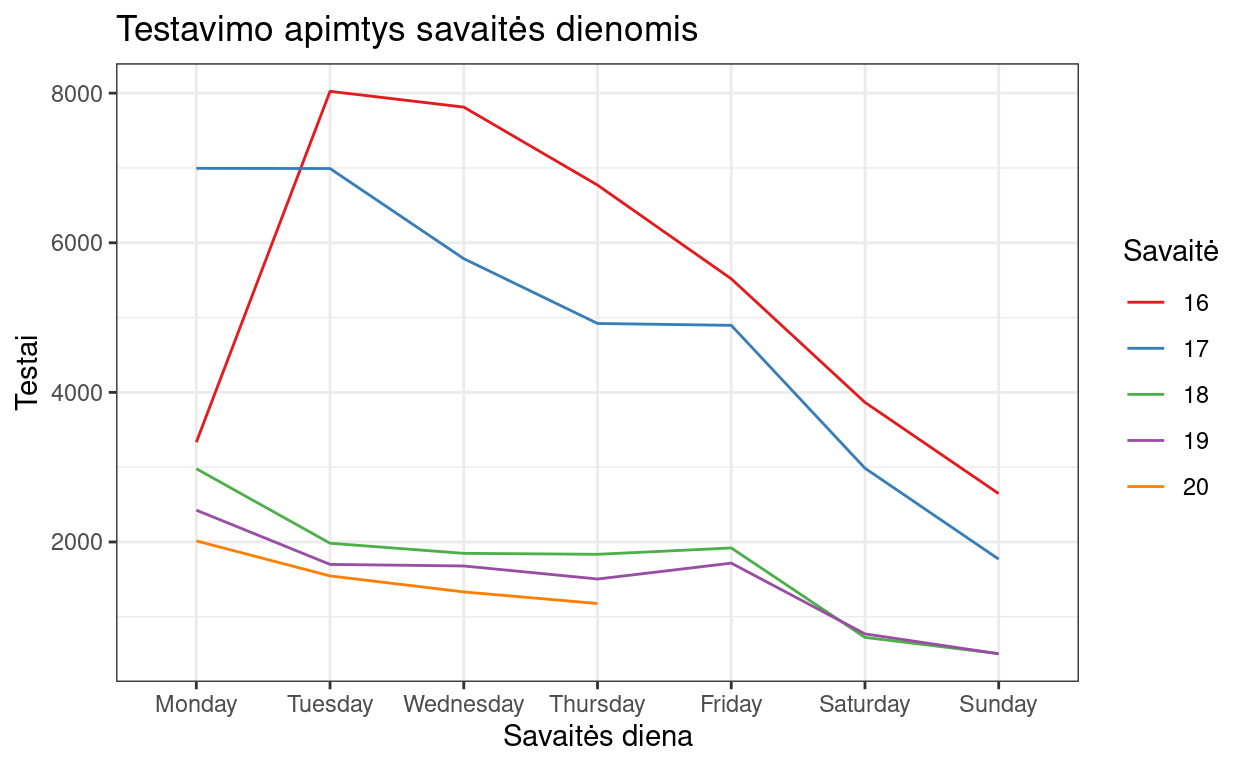 Testavimo apimtys savaitės dienomis
8000
6000
4000
2000
Testai
Monday Tuesday Wednesday Thursday Friday Saturday Sunday
Savaitės diena
Savaitė
16
17
18
19
20